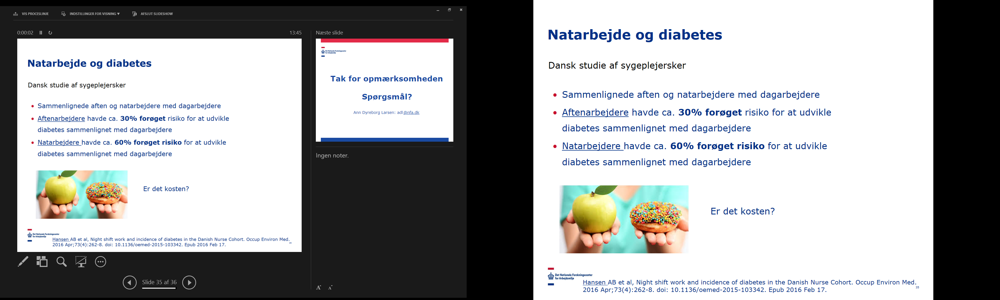 VIS PROCESLINJE
INDSTILLINGER FOR VISNING ▼
AFSLUT SLIDESHOW
0:00:02
13:45
Natarbejde og diabetes
Dansk studie af sygeplejersker
• Sammenlignede aften og natarbejdere med dagarbejdere
• Aftenarbejdere havde ca. 30% forøget risiko for at udvikle
diabetes sammenlignet med dagarbejdere
• Natarbejdere havde ca. 60% forøget risiko for at udvikle
diabetes sammenlignet med dagarbejdere
Er det kosten?
Det Nationale Forskningscenter
for Arbejdsmiljø
Hansen AB et al, Night shift work and incidence of diabetes in the Danish Nurse Cohort. Occup Environ Med.
2016 Apr;73(4):262-8. doi: 10.1136/oemed-2015-103342. Epub 2016 Feb 17.
35
Slide 35 af 36
Næste slide
Det Nationale Forskningscenter
for Arbejdsmiljø
Tak for opmærksomheden
Spørgsmål?
Ann Dyreborg Larsen: adl@nfa.dk
Ingen noter.
A A
Natarbejde og diabetes
Dansk studie af sygeplejersker
• Sammenlignede aften og natarbejdere med dagarbejdere
• Aftenarbejdere havde ca. 30% forøget risiko for at udvikle
diabetes sammenlignet med dagarbejdere
• Natarbejdere havde ca. 60% forøget risiko for at udvikle
diabetes sammenlignet med dagarbejdere
Er det kosten?
Det Nationale Forskningscenter
for Arbejdsmiljø
Hansen AB et al, Night shift work and incidence of diabetes in the Danish Nurse Cohort. Occup Environ Med.
2016 Apr;73(4):262-8. doi: 10.1136/oemed-2015-103342. Epub 2016 Feb 17.
35